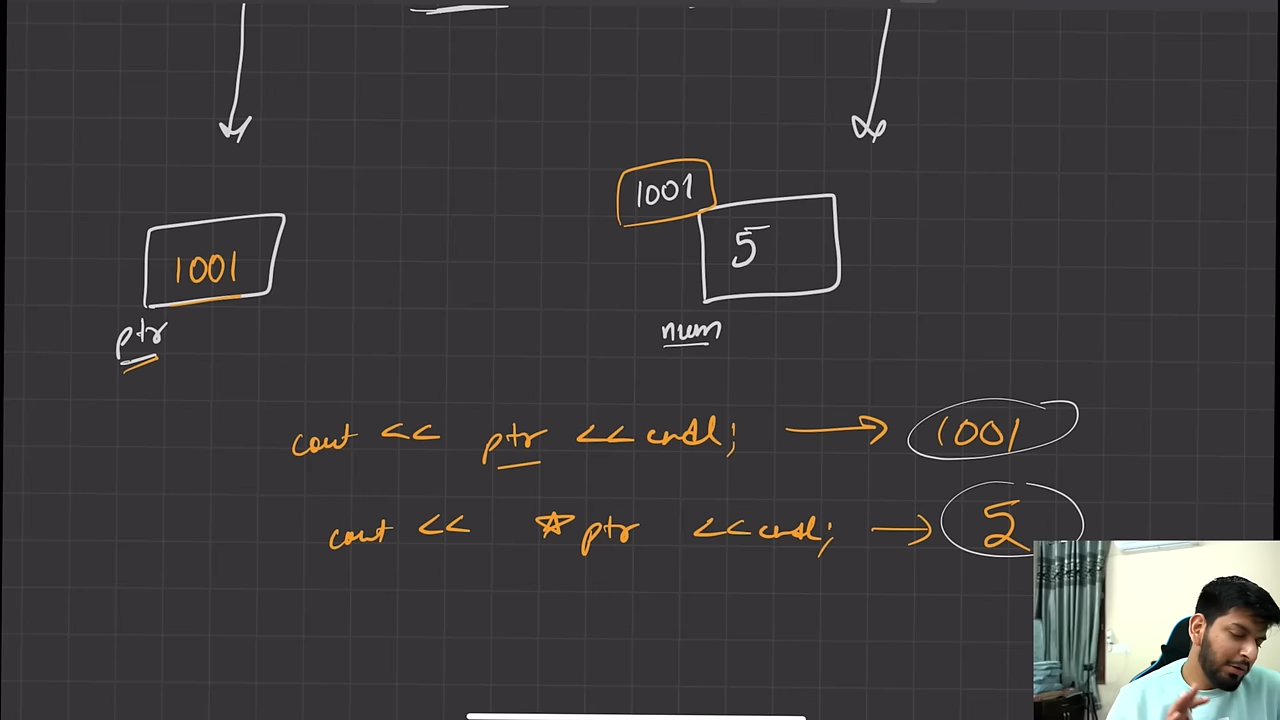 1001
1001
5
ptr
num
cout << ptr << endl; → 1001
cout << *ptr << endl; → 5